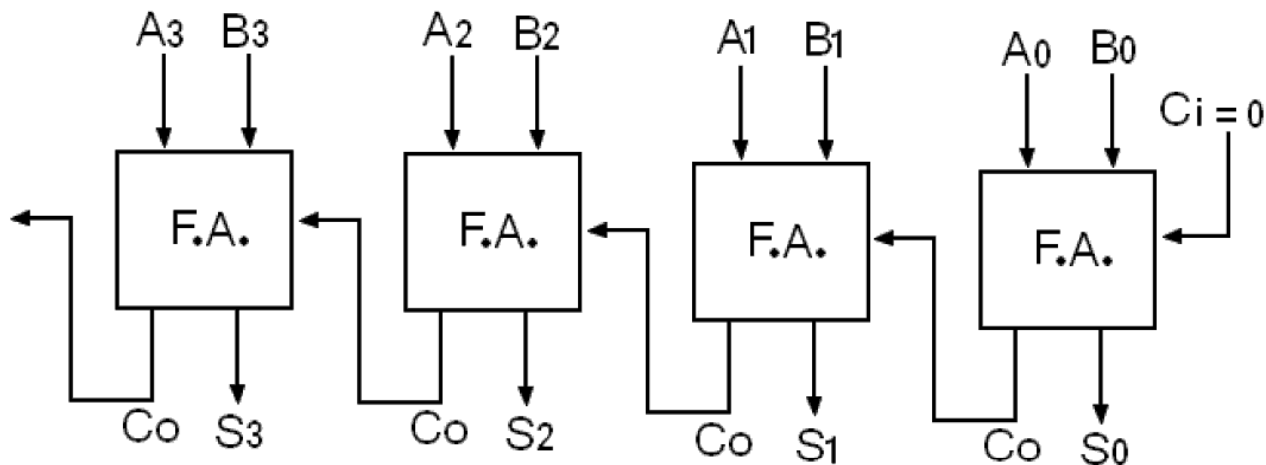 A3 B3 A2 B2 A1 B1 A0 B0
Ci = 0
F.A. F.A. F.A. F.A.
Co S3 Co S2 Co S1 Co S0